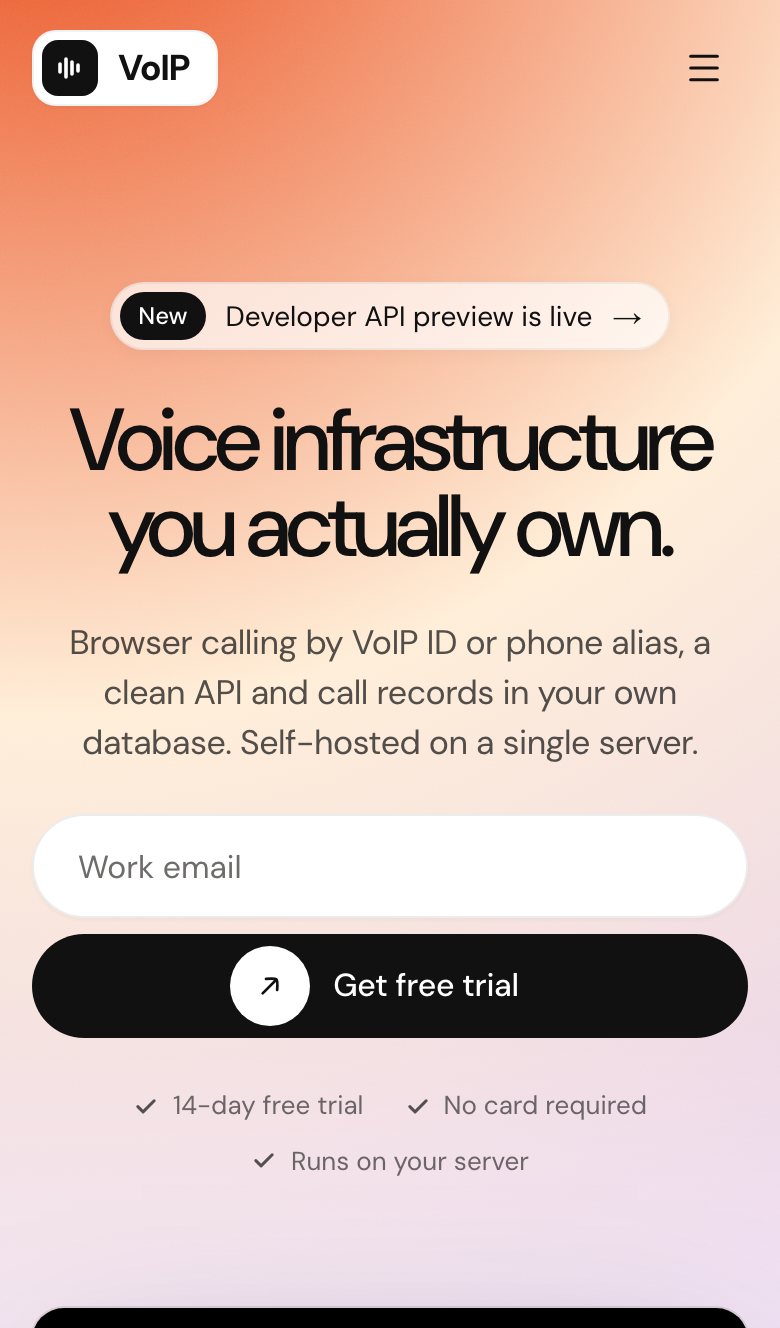 VoIP
New Developer API preview is live →
Voice infrastructure
you actually own.
Browser calling by VoIP ID or phone alias, a
clean API and call records in your own
database. Self-hosted on a single server.
Work email
Get free trial
14-day free trial No card required
Runs on your server